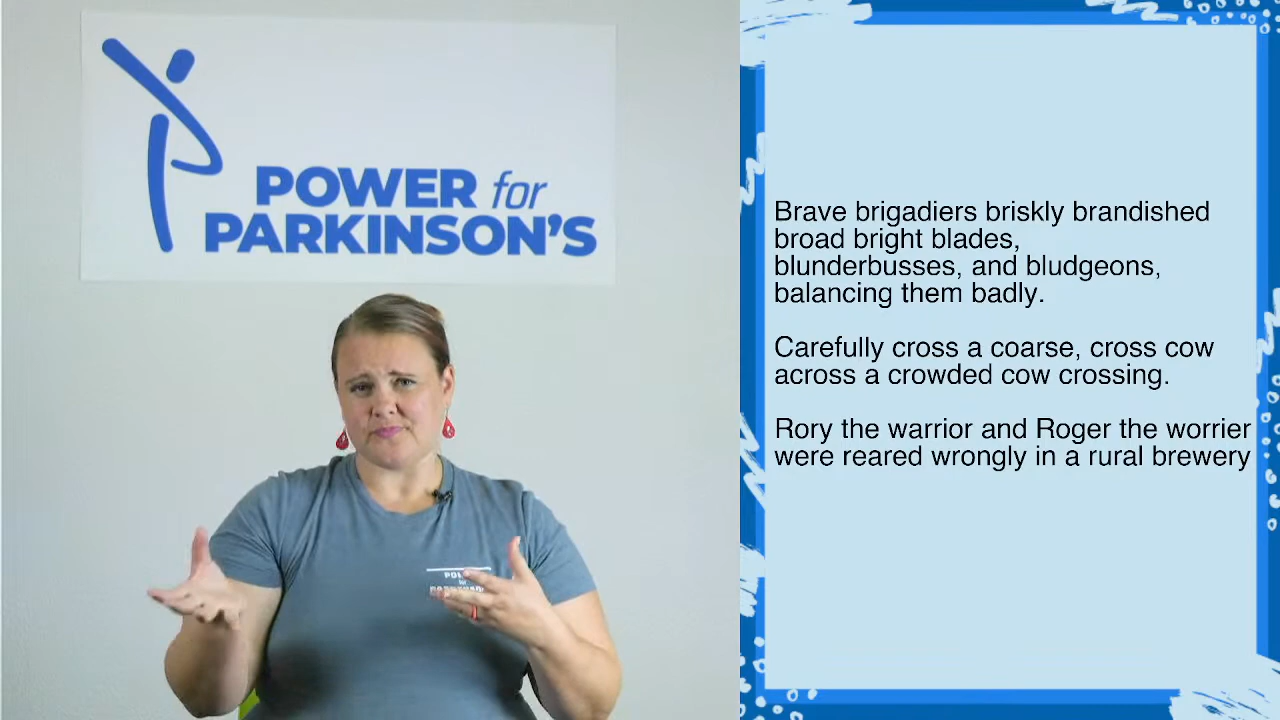 POWER for
PARKINSON'S
Brave brigadiers briskly brandished
broad bright blades,
blunderbusses, and bludgeons,
balancing them badly.
Carefully cross a coarse, cross cow
across a crowded cow crossing.
Rory the warrior and Roger the worrier
were reared wrongly in a rural brewery